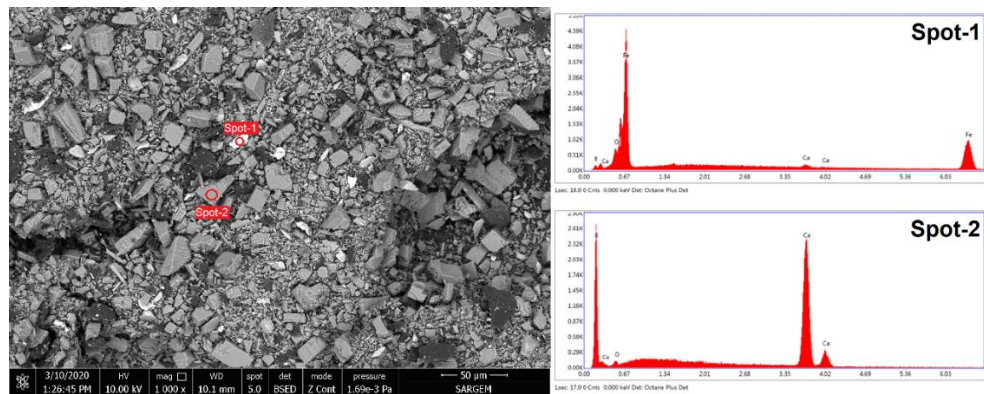 Spot-1
Spot-2
3/10/2020
1:26:45 PM
HV
10.00 kV
mag
1 000 x
WD
10.1 mm
spot
5.0
det
BSED
mode
Z Cont
pressure
1.69e-3 Pa
50 µm
SARGEM
Spot-1
4.59K
4.08K
3.57K
3.06K
2.55K
2.04K
1.53K
1.02K
0.51K
0.00K
Fe
O
B
Ca
Ca
Ca
Fe
0.00 0.67 1.34 2.01 2.68 3.35 4.02 4.69 5.36 6.03
Lsec: 18.0 0 Cnts 0.000 keV Det: Octane Plus Det
Spot-2
2.90K
2.61K
2.32K
2.03K
1.74K
1.45K
1.16K
0.87K
0.58K
0.29K
0.00K
Ca
O
Ca
Ca
0.00 0.67 1.34 2.01 2.68 3.35 4.02 4.69 5.36 6.03
Lsec: 17.0 0 Cnts 0.000 keV Det: Octane Plus Det